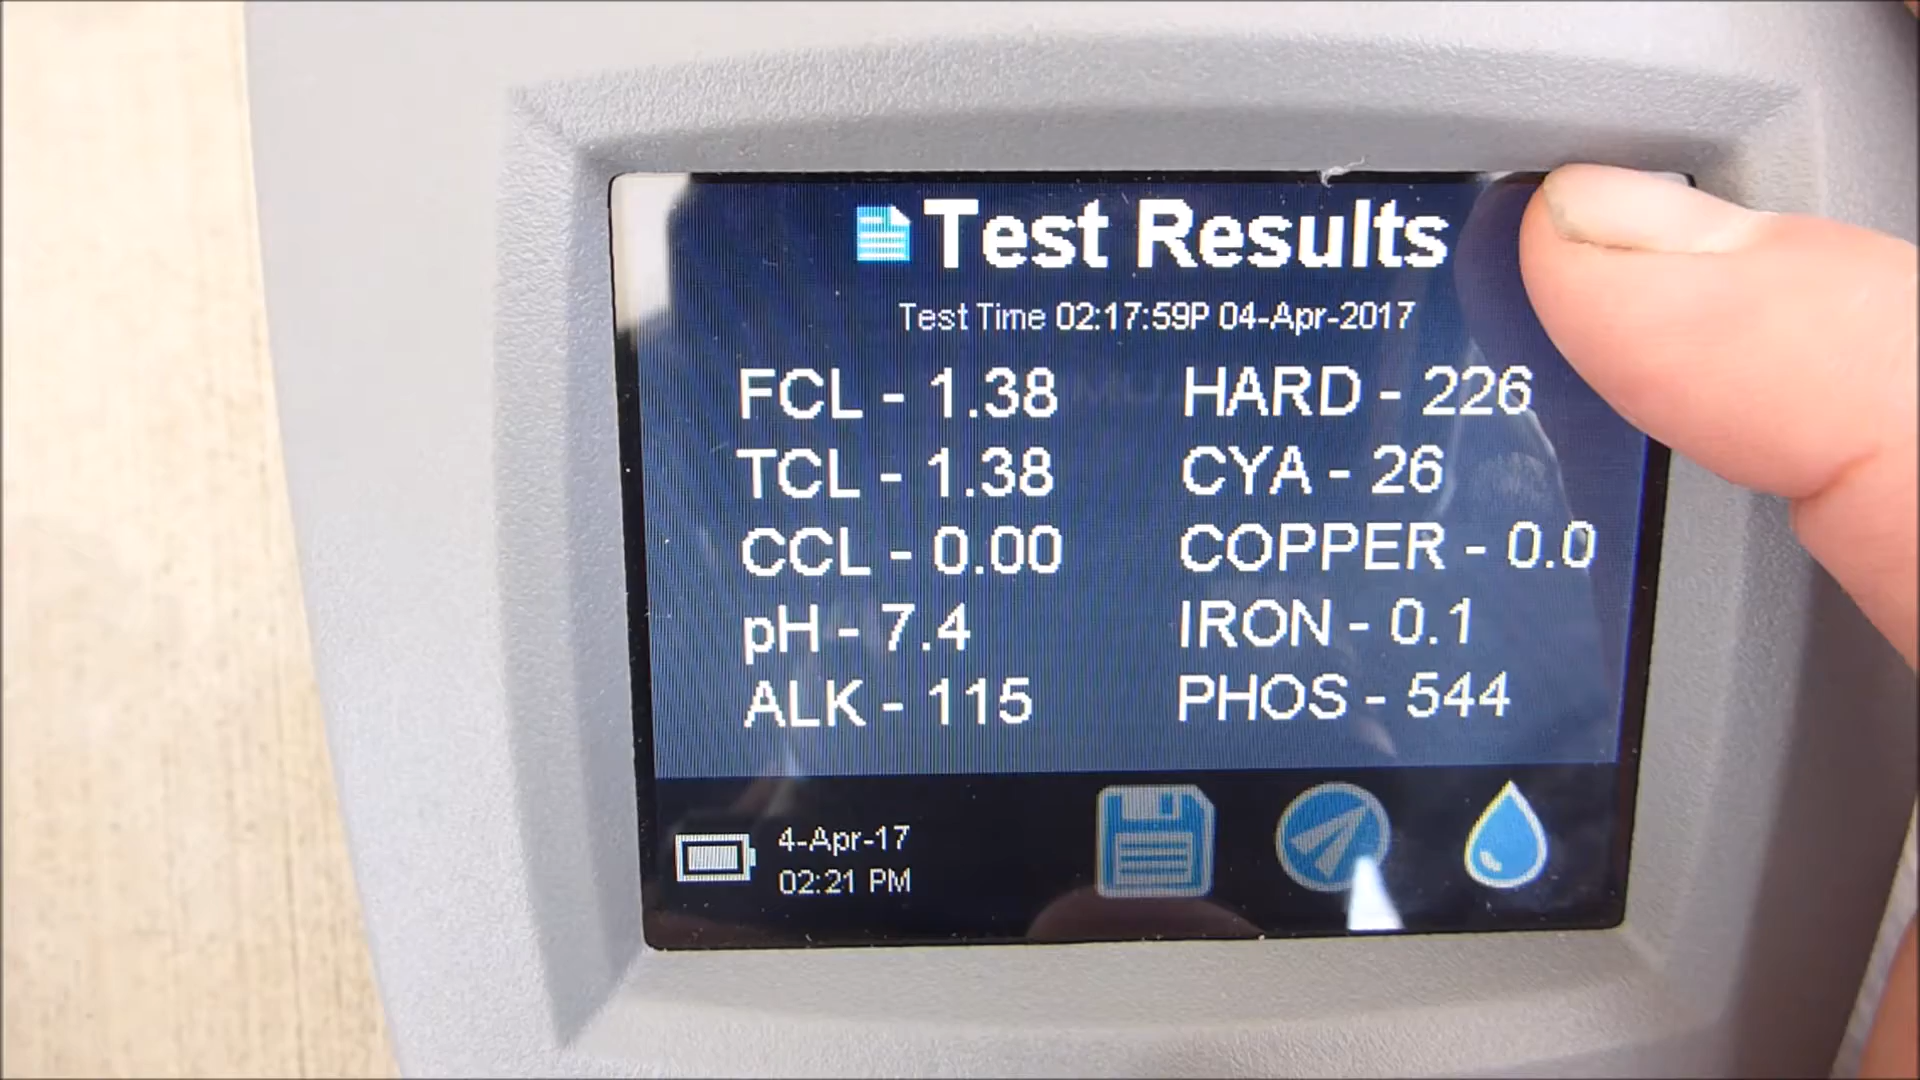 Test Results
Test Time 02:17:59P 04-Apr-2017
FCL - 1.38
TCL - 1.38
CCL - 0.00
pH - 7.4
ALK - 115
HARD - 226
CYA - 26
COPPER - 0.0
IRON - 0.1
PHOS - 544
4-Apr-17
02:21 PM